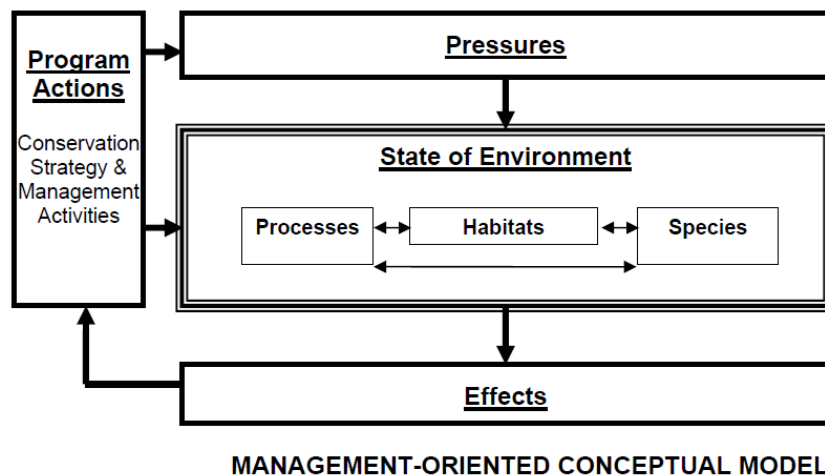 Program
Actions
Conservation
Strategy &
Management
Activities
Pressures
State of Environment
Processes
Habitats
Species
Effects
MANAGEMENT-ORIENTED CONCEPTUAL MODEL